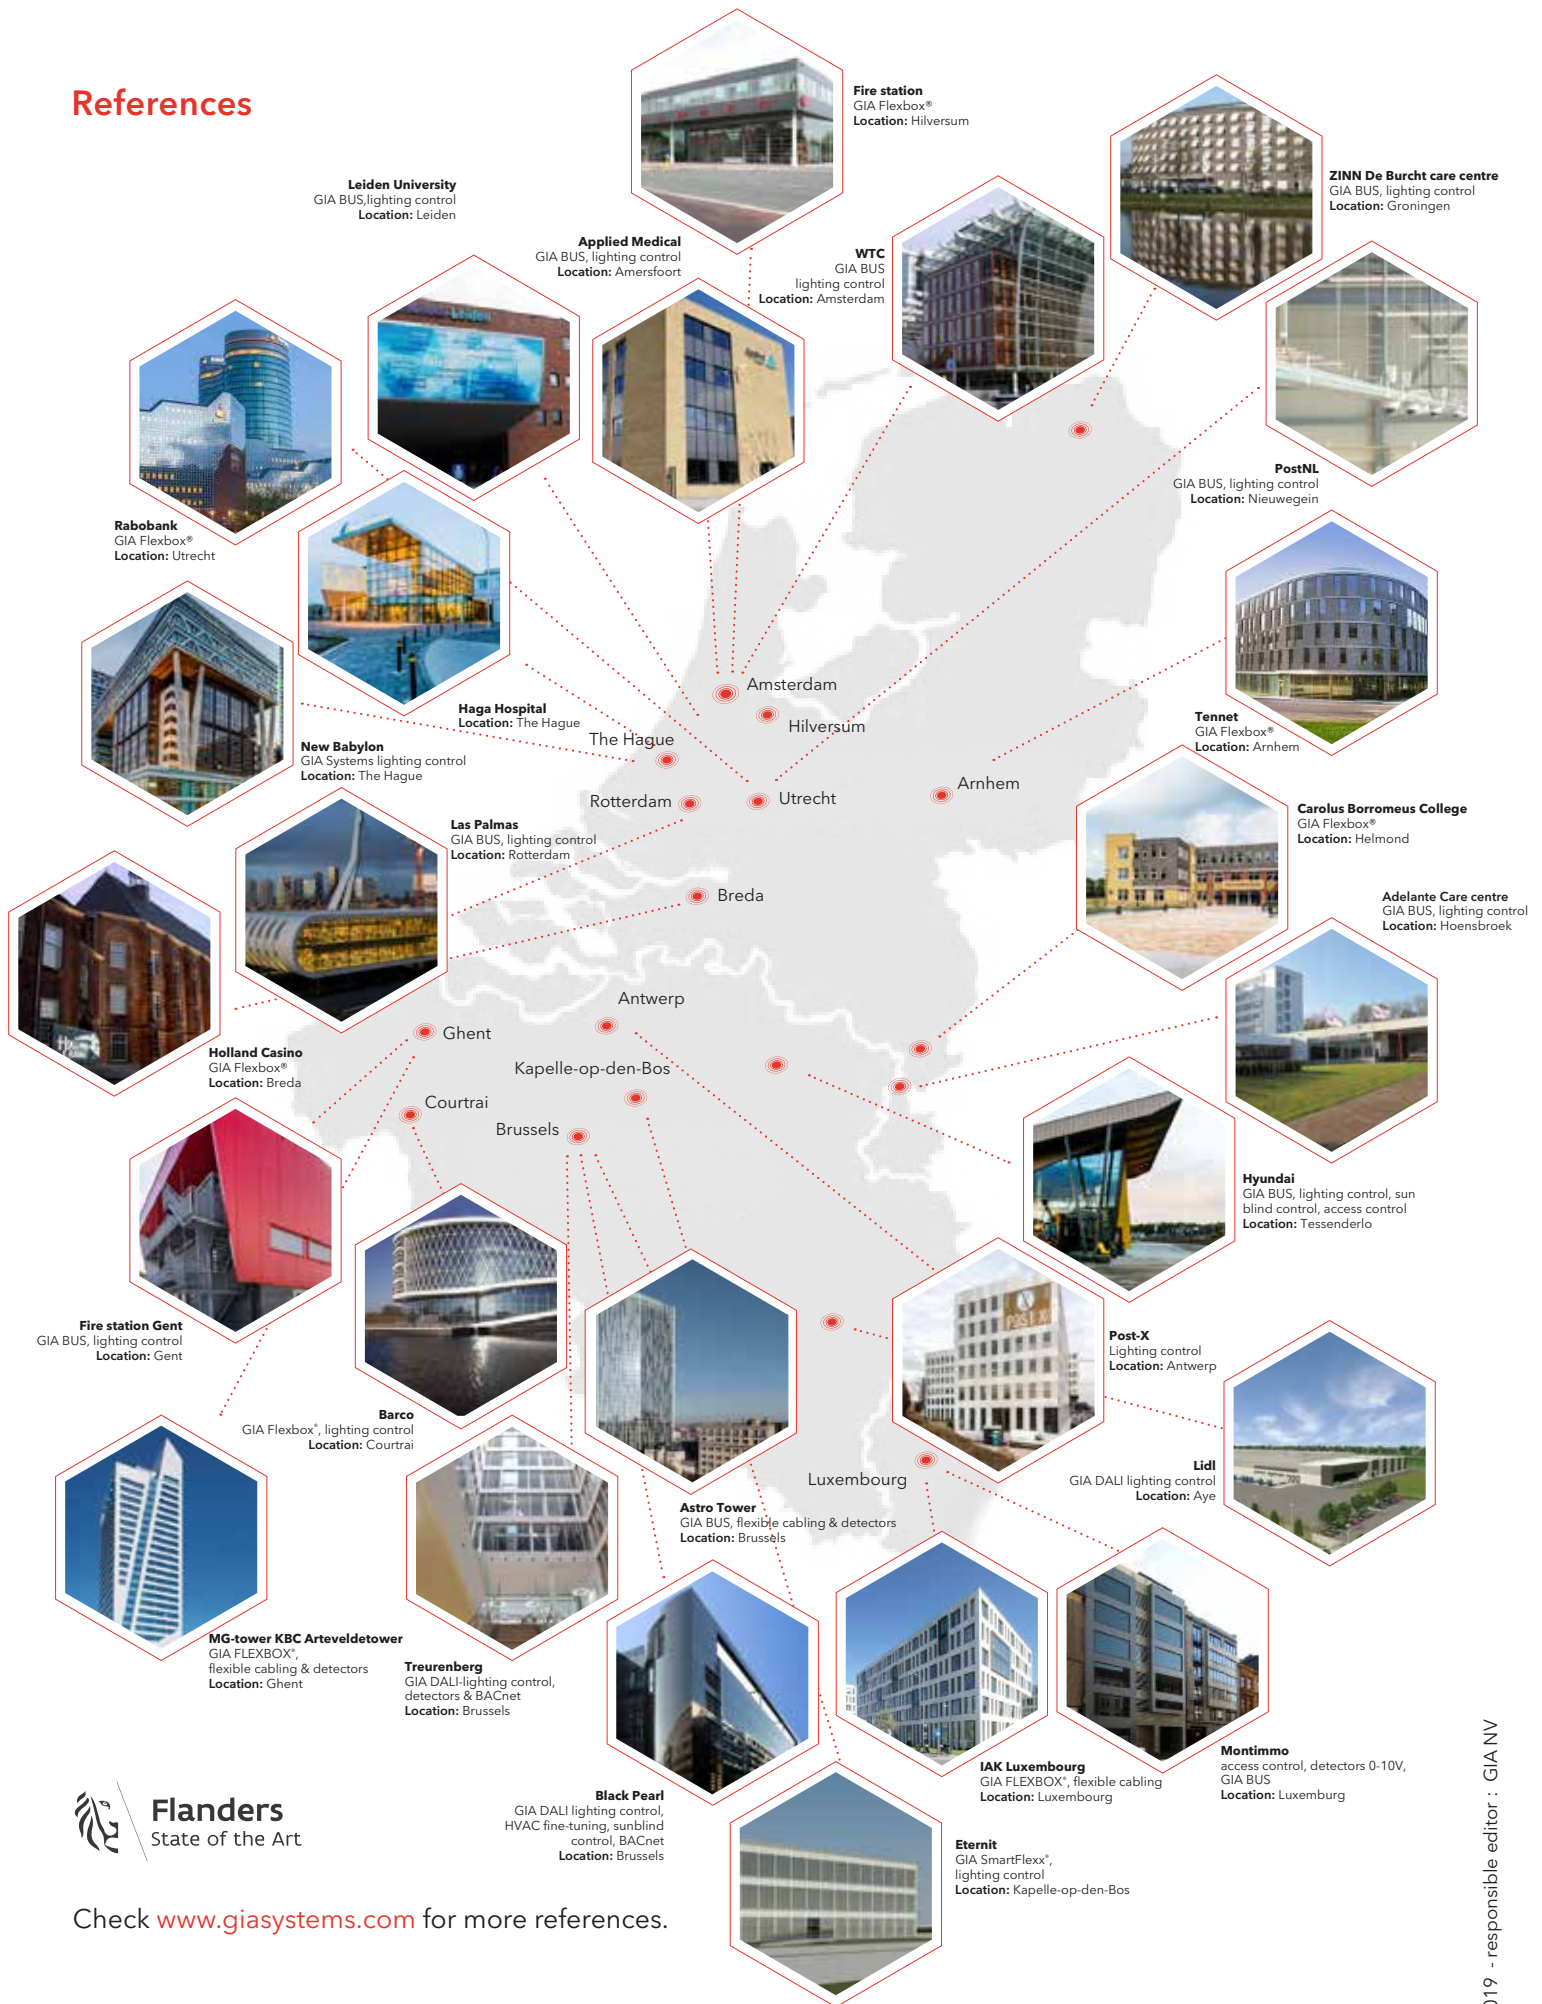 References
Fire station
GIA Flexbox®
Location: Hilversum
ZINN De Burcht care centre
GIA BUS, lighting control
Location: Groningen
Leiden University
GIA BUS,lighting control
Location: Leiden
Applied Medical
GIA BUS, lighting control
Location: Amersfoort
WTC
GIA BUS
lighting control
Location: Amsterdam
Leiden
PostNL
GIA BUS, lighting control
Location: Nieuwegein
Rabobank
GIA Flexbox®
Location: Utrecht
Haga Hospital
Location: The Hague
New Babylon
GIA Systems lighting control
Location: The Hague
Tennet
GIA Flexbox®
Location: Arnhem
Amsterdam
Hilversum
The Hague
Rotterdam
Utrecht
Arnhem
Breda
Las Palmas
GIA BUS, lighting control
Location: Rotterdam
Carolus Borromeus College
GIA Flexbox®
Location: Helmond
Adelante Care centre
GIA BUS, lighting control
Location: Hoensbroek
Antwerp
Ghent
Kapelle-op-den-Bos
Courtrai
Brussels
Holland Casino
GIA Flexbox®
Location: Breda
Hyundai
GIA BUS, lighting control, sun
blind control, access control
Location: Tessenderlo
Fire station Gent
GIA BUS, lighting control
Location: Gent
POST X
Post-X
Lighting control
Location: Antwerp
Barco
GIA Flexbox®, lighting control
Location: Courtrai
Lidl
GIA DALI lighting control
Location: Aye
Luxembourg
Astro Tower
GIA BUS, flexible cabling & detectors
Location: Brussels
MG-tower KBC Arteveldetower
GIA FLEXBOX®,
flexible cabling & detectors
Location: Ghent
Treurenberg
GIA DALI-lighting control,
detectors & BACnet
Location: Brussels
Montimmo
access control, detectors 0-10V,
GIA BUS
Location: Luxemburg
IAK Luxembourg
GIA FLEXBOX®, flexible cabling
Location: Luxembourg
Black Pearl
GIA DALI lighting control,
HVAC fine-tuning, sunblind
control, BACnet
Location: Brussels
Eternit
GIA SmartFlexx®,
lighting control
Location: Kapelle-op-den-Bos
Flanders
State of the Art
Check www.giasystems.com for more references.
019 - responsible editor : GIA NV